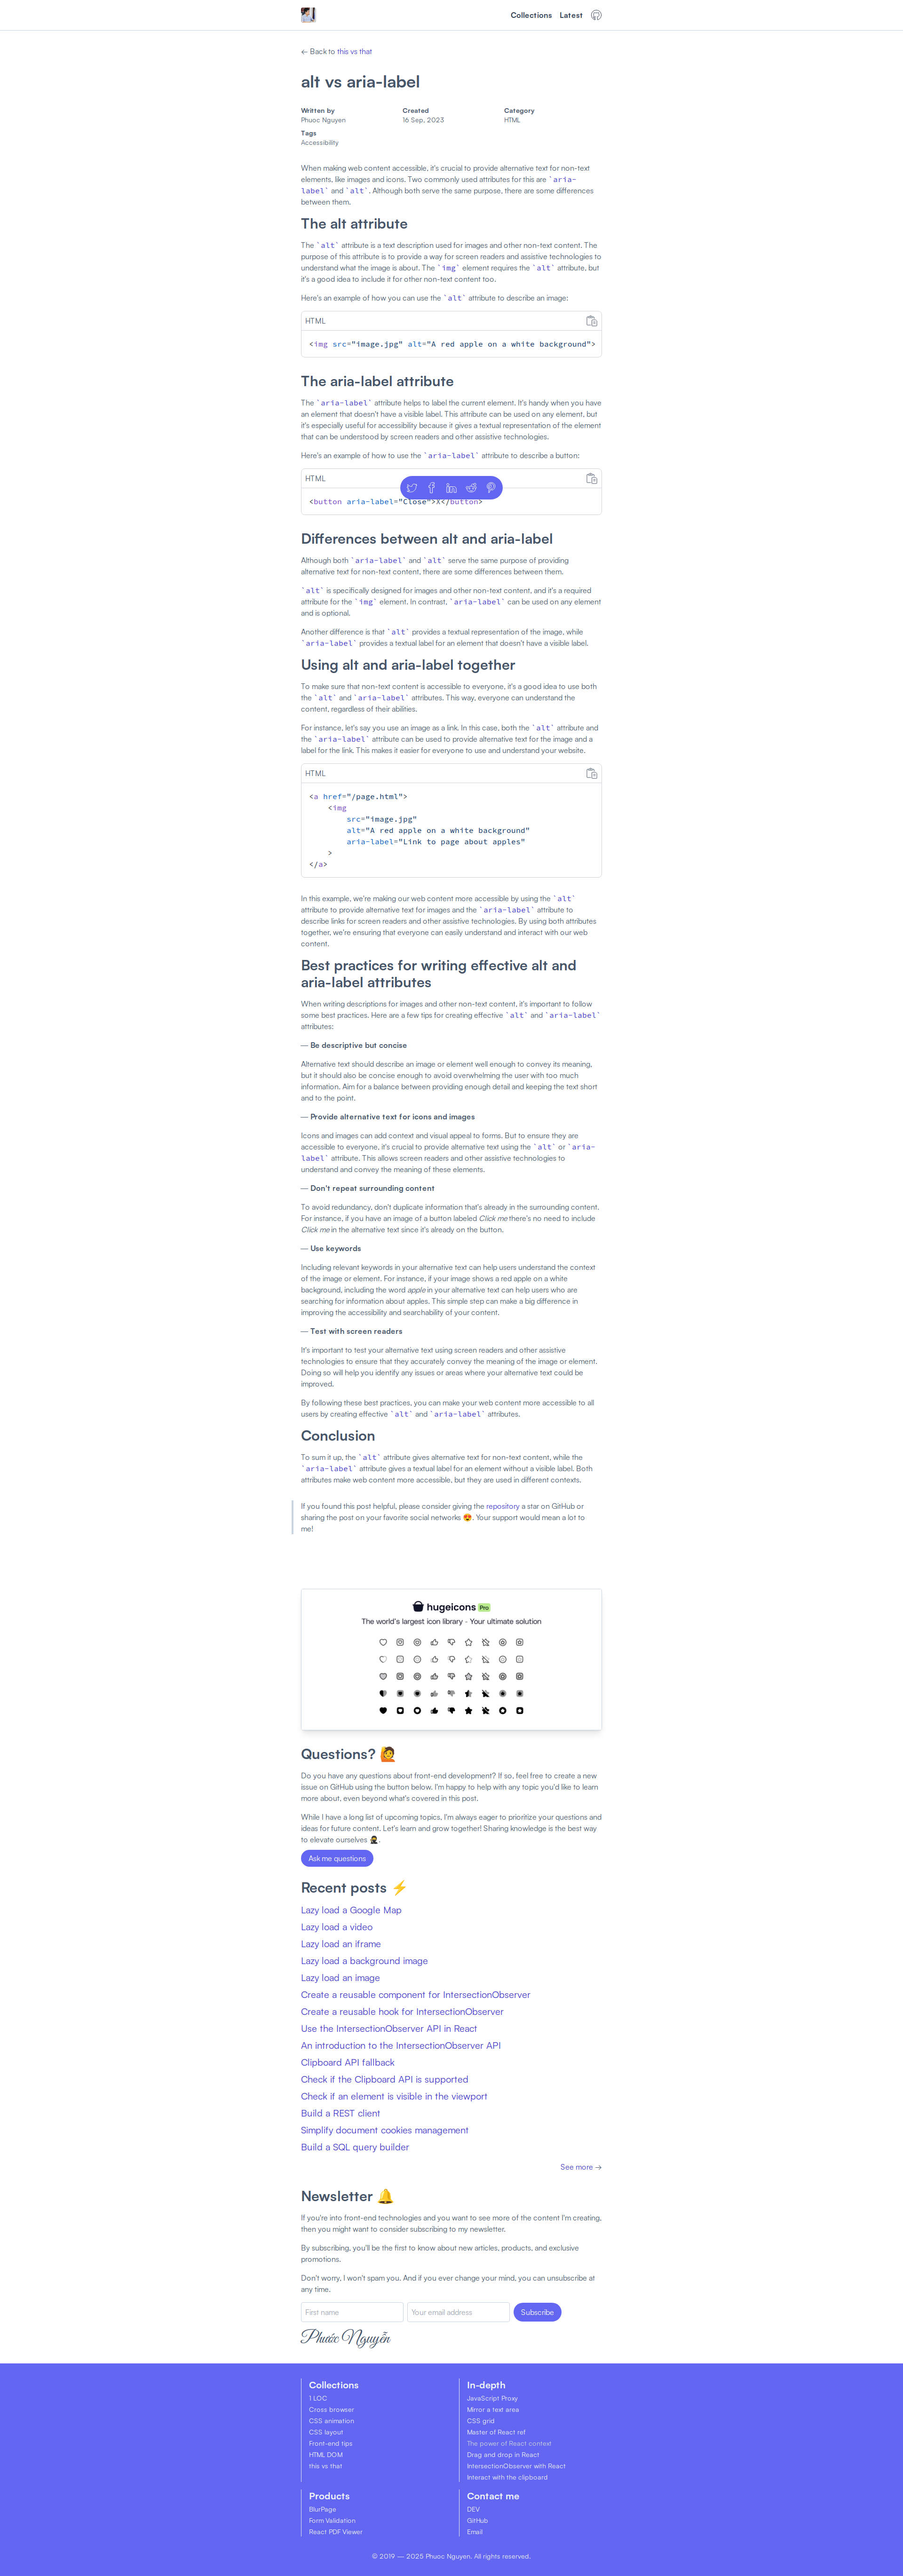 Collections Latest
← Back to this vs that
alt vs aria-label
Written by Created Category
Phuoc Nguyen 16 Sep, 2023 HTML
Tags
Accessibility
When making web content accessible, it's crucial to provide alternative text for non-text
elements, like images and icons. Two commonly used attributes for this are `aria-
label` and `alt`. Although both serve the same purpose, there are some differences
between them.
The alt attribute
The `alt` attribute is a text description used for images and other non-text content. The
purpose of this attribute is to provide a way for screen readers and assistive technologies to
understand what the image is about. The `img` element requires the `alt` attribute, but
it's a good idea to include it for other non-text content too.
Here's an example of how you can use the `alt` attribute to describe an image:
HTML
<img src="image.jpg" alt="A red apple on a white background">
The aria-label attribute
The `aria-label` attribute helps to label the current element. It's handy when you have
an element that doesn't have a visible label. This attribute can be used on any element, but
it's especially useful for accessibility because it gives a textual representation of the element
that can be understood by screen readers and other assistive technologies.
Here's an example of how to use the `aria-label` attribute to describe a button:
HTML
<button aria-label="Close">X</button>
Differences between alt and aria-label
Although both `aria-label` and `alt` serve the same purpose of providing
alternative text for non-text content, there are some differences between them.
`alt` is specifically designed for images and other non-text content, and it's a required
attribute for the `img` element. In contrast, `aria-label` can be used on any element
and is optional.
Another difference is that `alt` provides a textual representation of the image, while
`aria-label` provides a textual label for an element that doesn't have a visible label.
Using alt and aria-label together
To make sure that non-text content is accessible to everyone, it's a good idea to use both
the `alt` and `aria-label` attributes. This way, everyone can understand the
content, regardless of their abilities.
For instance, let's say you use an image as a link. In this case, both the `alt` attribute and
the `aria-label` attribute can be used to provide alternative text for the image and a
label for the link. This makes it easier for everyone to use and understand your website.
HTML
<a href="/page.html">
<img
src="image.jpg"
alt="A red apple on a white background"
aria-label="Link to page about apples"
>
</a>
In this example, we're making our web content more accessible by using the `alt`
attribute to provide alternative text for images and the `aria-label` attribute to
describe links for screen readers and other assistive technologies. By using both attributes
together, we're ensuring that everyone can easily understand and interact with our web
content.
Best practices for writing effective alt and
aria-label attributes
When writing descriptions for images and other non-text content, it's important to follow
some best practices. Here are a few tips for creating effective `alt` and `aria-label`
attributes:
— Be descriptive but concise
Alternative text should describe an image or element well enough to convey its meaning,
but it should also be concise enough to avoid overwhelming the user with too much
information. Aim for a balance between providing enough detail and keeping the text short
and to the point.
— Provide alternative text for icons and images
Icons and images can add context and visual appeal to forms. But to ensure they are
accessible to everyone, it's crucial to provide alternative text using the `alt` or `aria-
label` attribute. This allows screen readers and other assistive technologies to
understand and convey the meaning of these elements.
— Don't repeat surrounding content
To avoid redundancy, don't duplicate information that's already in the surrounding content.
For instance, if you have an image of a button labeled Click me there's no need to include
Click me in the alternative text since it's already on the button.
— Use keywords
Including relevant keywords in your alternative text can help users understand the context
of the image or element. For instance, if your image shows a red apple on a white
background, including the word apple in your alternative text can help users who are
searching for information about apples. This simple step can make a big difference in
improving the accessibility and searchability of your content.
— Test with screen readers
It's important to test your alternative text using screen readers and other assistive
technologies to ensure that they accurately convey the meaning of the image or element.
Doing so will help you identify any issues or areas where your alternative text could be
improved.
By following these best practices, you can make your web content more accessible to all
users by creating effective `alt` and `aria-label` attributes.
Conclusion
To sum it up, the `alt` attribute gives alternative text for non-text content, while the
`aria-label` attribute gives a textual label for an element without a visible label. Both
attributes make web content more accessible, but they are used in different contexts.
If you found this post helpful, please consider giving the repository a star on GitHub or
sharing the post on your favorite social networks 😍. Your support would mean a lot to
me!
hugeicons Pro
The world's largest icon library - Your ultimate solution
Questions? 🙋
Do you have any questions about front-end development? If so, feel free to create a new
issue on GitHub using the button below. I'm happy to help with any topic you'd like to learn
more about, even beyond what's covered in this post.
While I have a long list of upcoming topics, I'm always eager to prioritize your questions and
ideas for future content. Let's learn and grow together! Sharing knowledge is the best way
to elevate ourselves 🥷.
Ask me questions
Recent posts ⚡
Lazy load a Google Map
Lazy load a video
Lazy load an iframe
Lazy load a background image
Lazy load an image
Create a reusable component for IntersectionObserver
Create a reusable hook for IntersectionObserver
Use the IntersectionObserver API in React
An introduction to the IntersectionObserver API
Clipboard API fallback
Check if the Clipboard API is supported
Check if an element is visible in the viewport
Build a REST client
Simplify document cookies management
Build a SQL query builder
See more →
Newsletter 🔔
If you're into front-end technologies and you want to see more of the content I'm creating,
then you might want to consider subscribing to my newsletter.
By subscribing, you'll be the first to know about new articles, products, and exclusive
promotions.
Don't worry, I won't spam you. And if you ever change your mind, you can unsubscribe at
any time.
First name Your email address Subscribe
Phước Nguyễn
Collections
1 LOC
Cross browser
CSS animation
CSS layout
Front-end tips
HTML DOM
this vs that
In-depth
JavaScript Proxy
Mirror a text area
CSS grid
Master of React ref
The power of React context
Drag and drop in React
IntersectionObserver with React
Interact with the clipboard
Products
BlurPage
Form Validation
React PDF Viewer
Contact me
DEV
GitHub
Email
© 2019 — 2025 Phuoc Nguyen. All rights reserved.